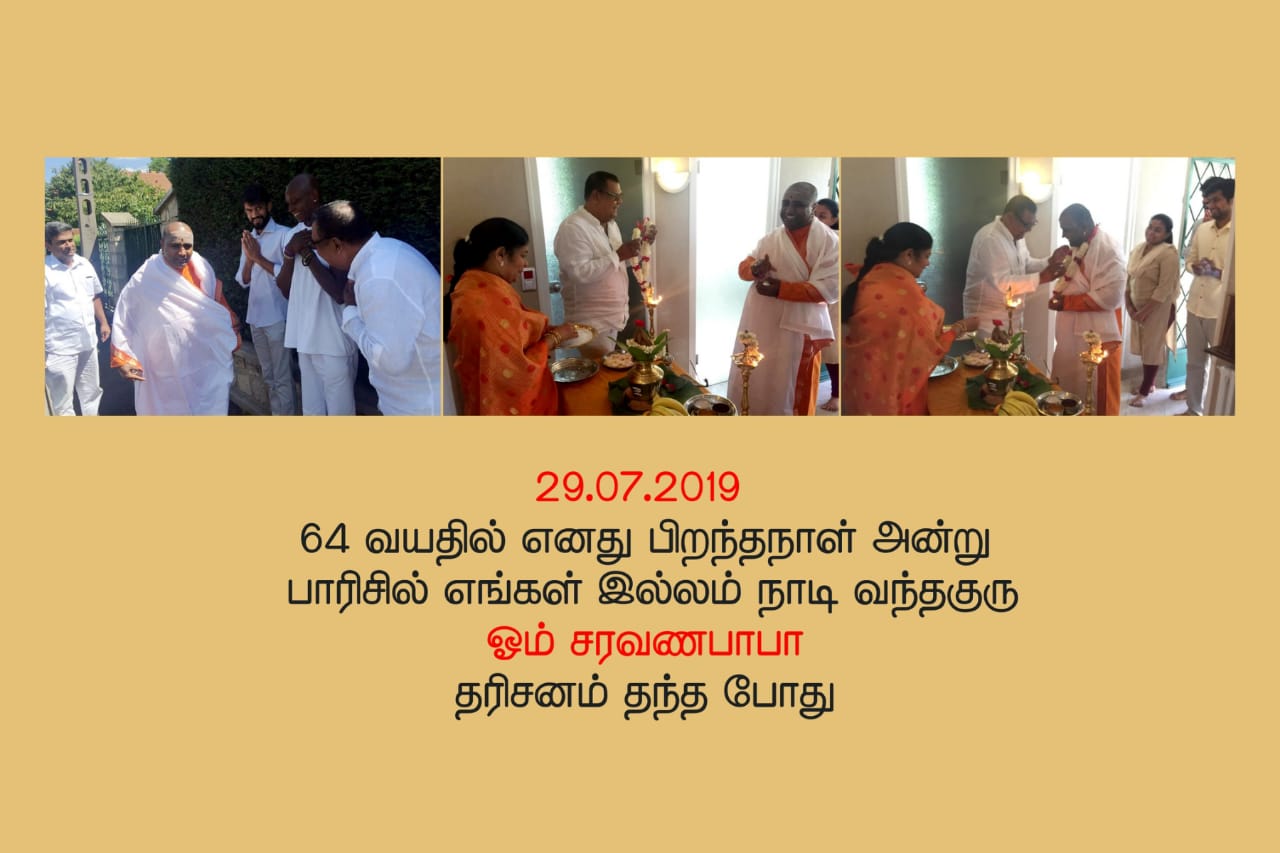 29.07.2019
64 வயதில் எனது பிறந்தநாள் அன்று
பாரிசில் எங்கள் இல்லம் நாடி வந்தகுரு
ஓம் சரவணபாபா
தரிசனம் தந்த போது